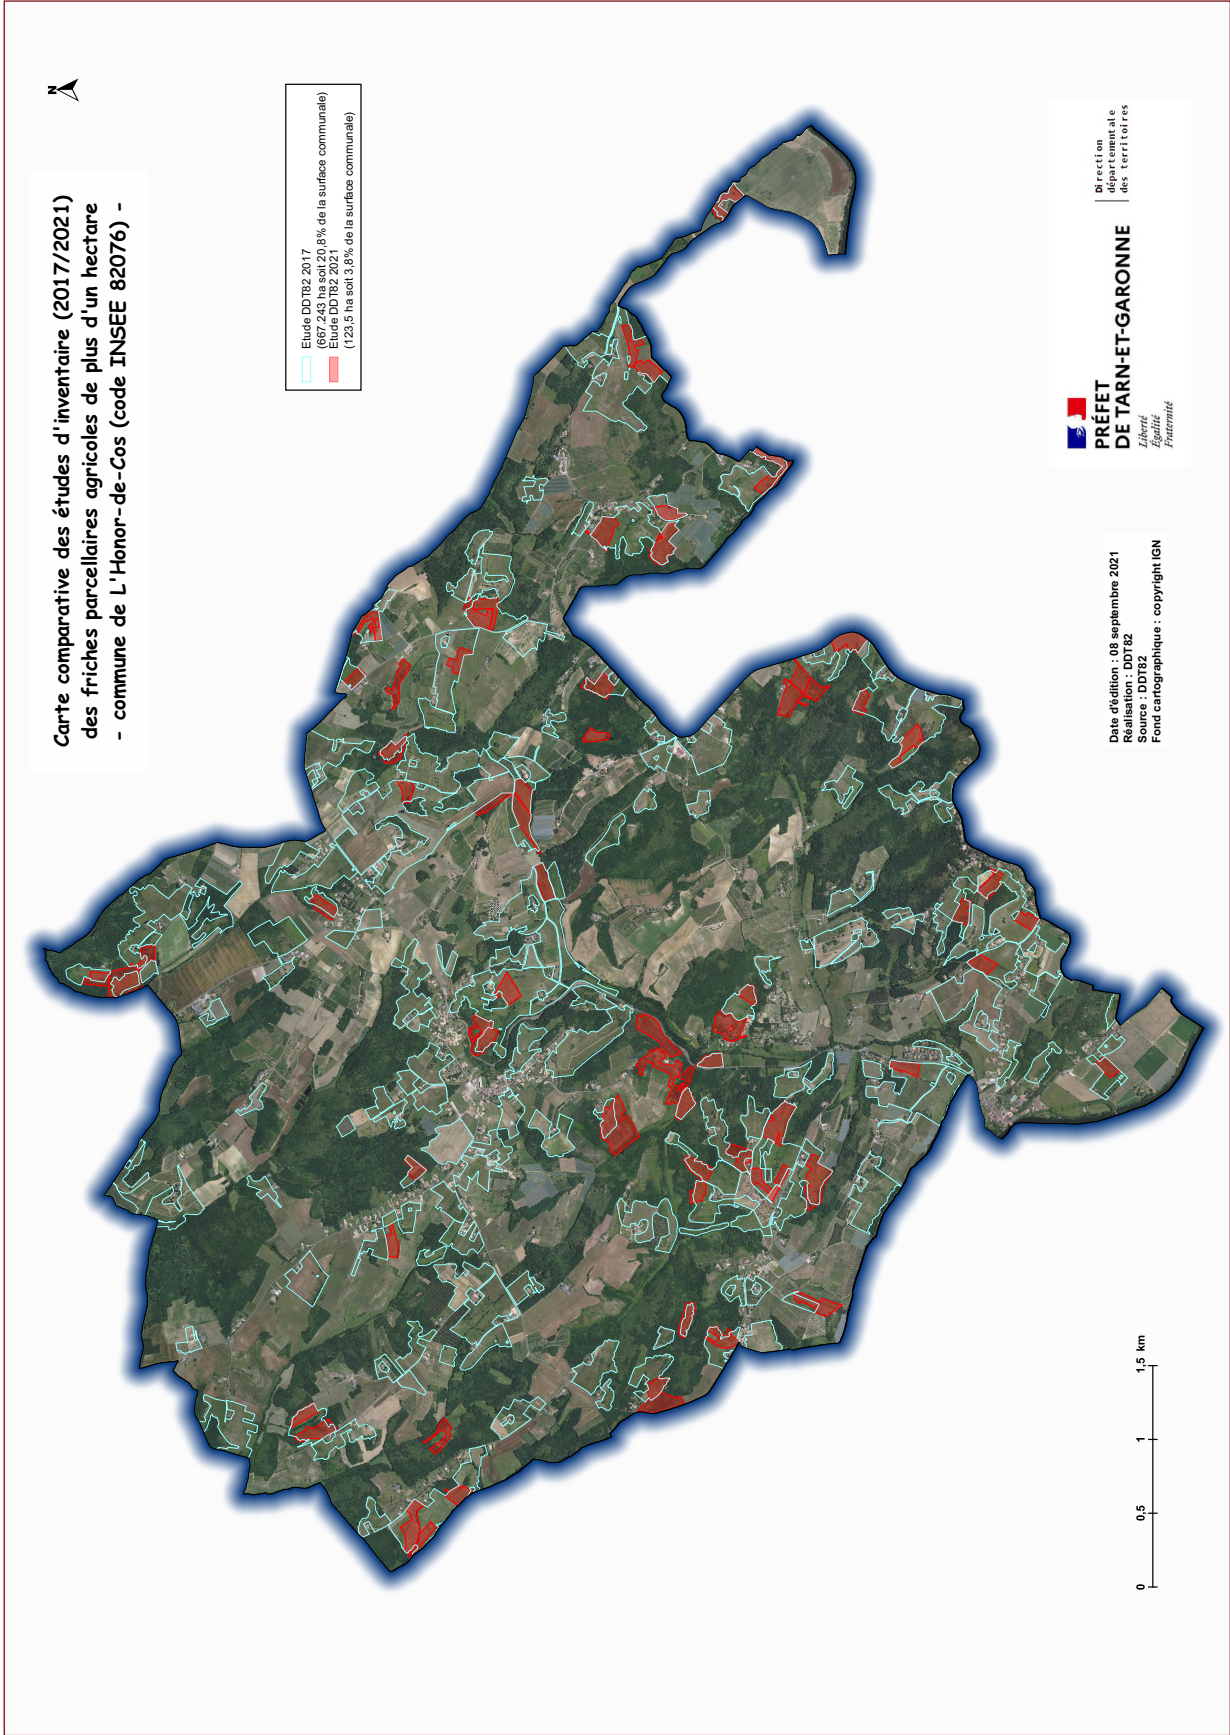 Carte comparative des études d'inventaire (2017/2021)
des friches parcellaires agricoles de plus d'un hectare
- commune de L'Honor-de-Cos (code INSEE 82076) -
N
Etude DDT82 2017
(667,243 ha soit 20,8% de la surface communale)
Etude DDT82 2021
(123,5 ha soit 3,8% de la surface communale)
0 0,5 1 1,5 km
Date d'édition : 08 septembre 2021
Réalisation : DDT82
Source : DDT82
Fond cartographique : copyright IGN
PRÉFET
DE TARN-ET-GARONNE
Liberté
Égalité
Fraternité
Direction
départementale
des territoires